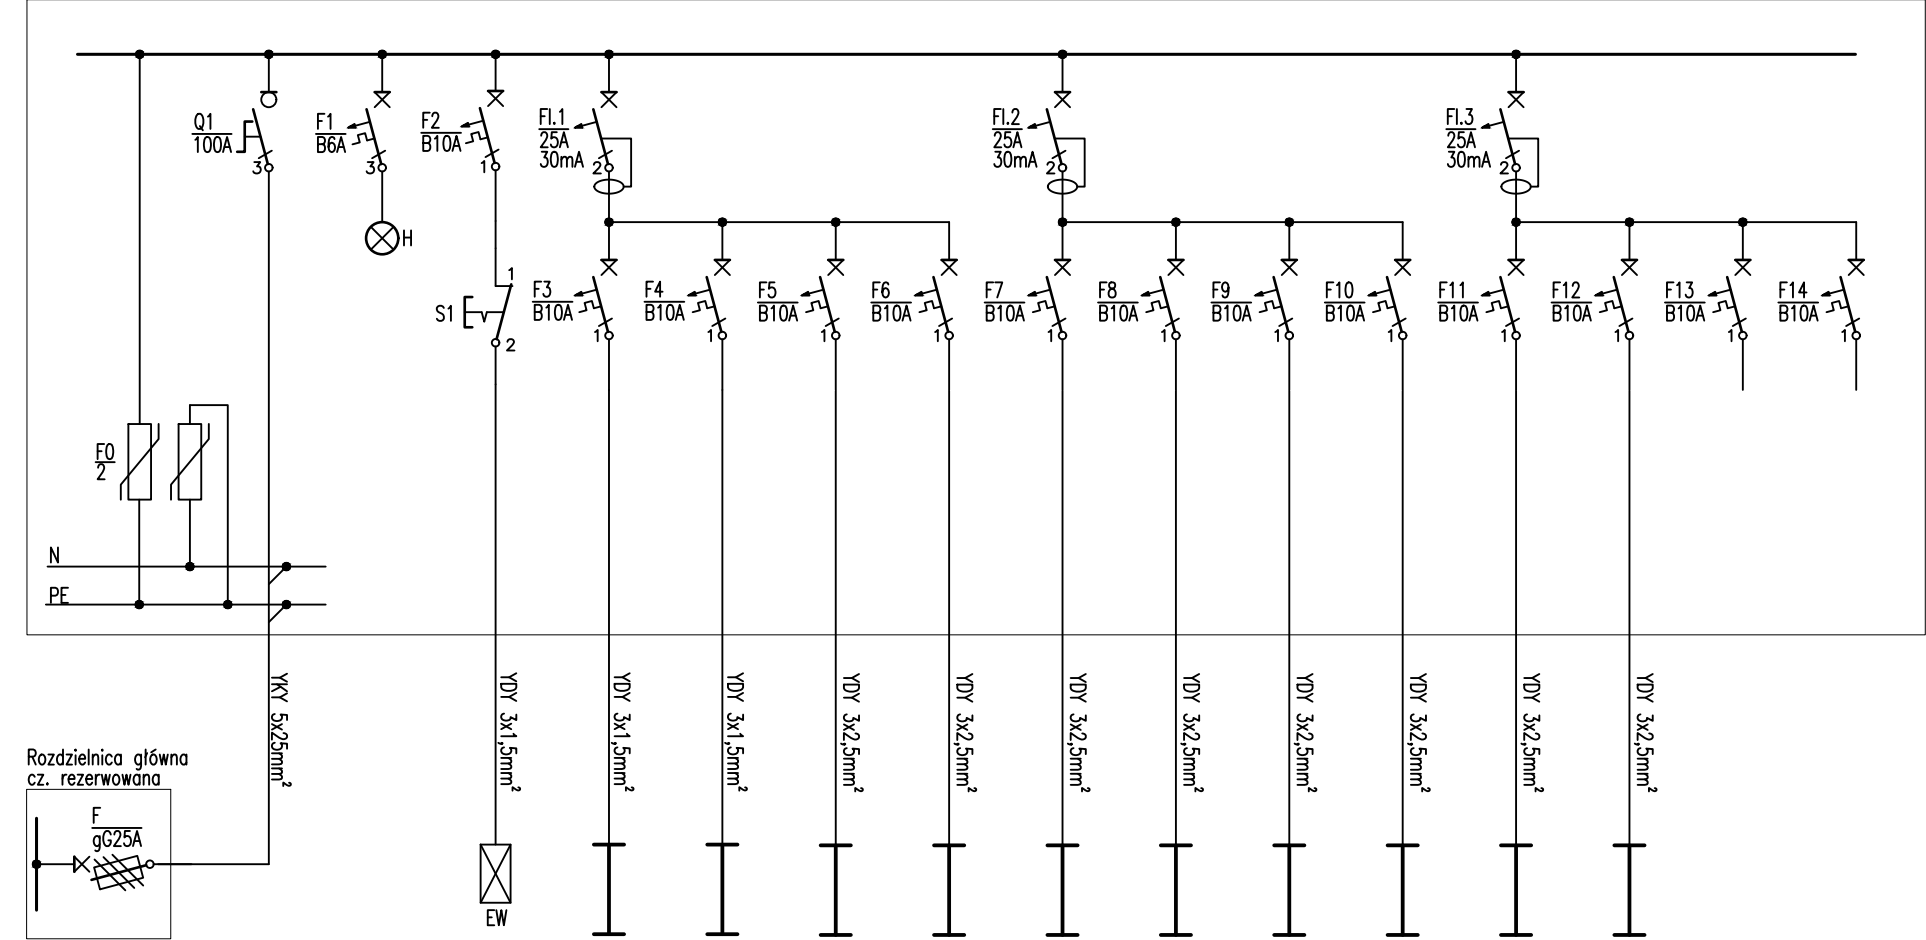 Q1
100A
3
F1
B6A
3
H
F2
B10A
1
FI.1
25A
30mA
2
FI.2
25A
30mA
2
FI.3
25A
30mA
2
S1
1
2
F3
B10A
1
F4
B10A
1
F5
B10A
1
F6
B10A
1
F7
B10A
1
F8
B10A
1
F9
B10A
1
F10
B10A
1
F11
B10A
1
F12
B10A
1
F13
B10A
1
F14
B10A
1
F0
2
N
PE
YKY 5x25mm²
YDY 3x1,5mm²
YDY 3x1,5mm²
YDY 3x1,5mm²
YDY 3x2,5mm²
YDY 3x2,5mm²
YDY 3x2,5mm²
YDY 3x2,5mm²
YDY 3x2,5mm²
YDY 3x2,5mm²
YDY 3x2,5mm²
YDY 3x2,5mm²
Rozdzielnica główna
cz. rezerwowana
F
gG25A
EW